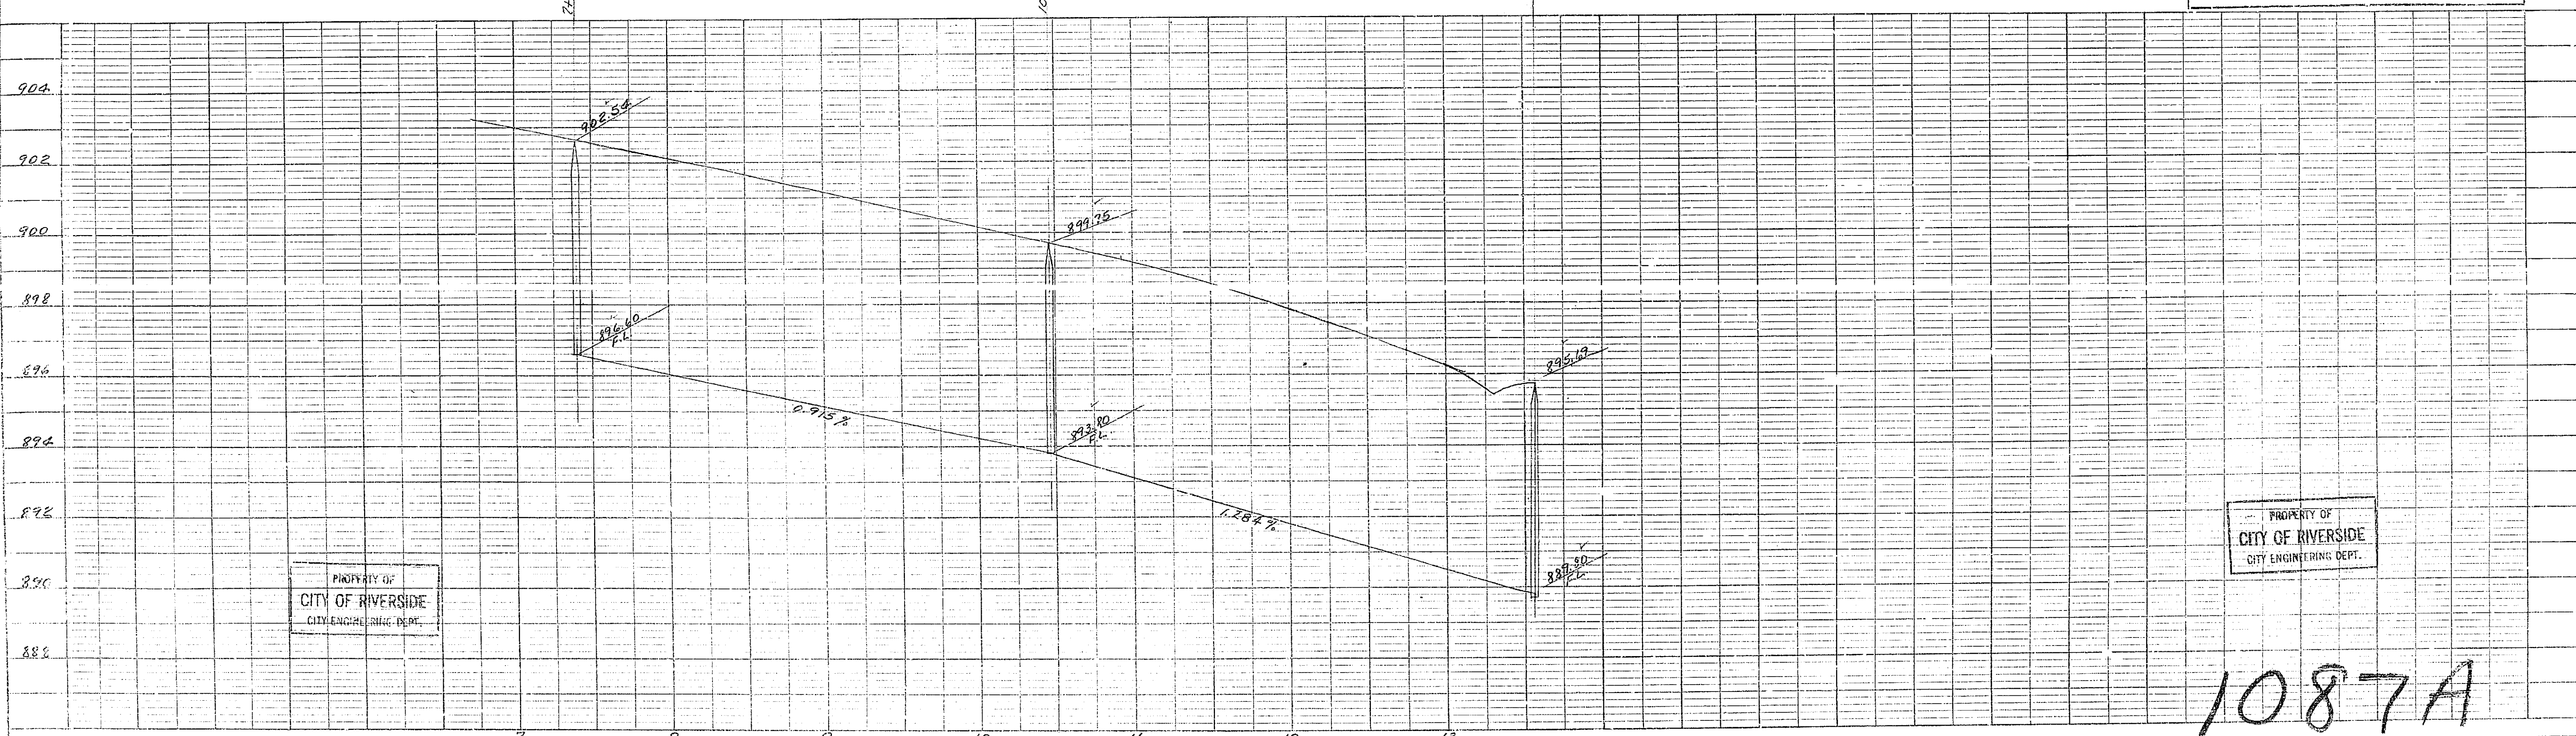 904
902.54
902
899.75
900
898
896.60
F.L.
896
895.69
0.915%
894
893.80
F.L.
892
1.284%
890
F.L.
888
PROPERTY OF
CITY OF RIVERSIDE
CITY ENGINEERING DEPT.
PROPERTY OF
CITY OF RIVERSIDE
CITY ENGINEERING DEPT.
1087A